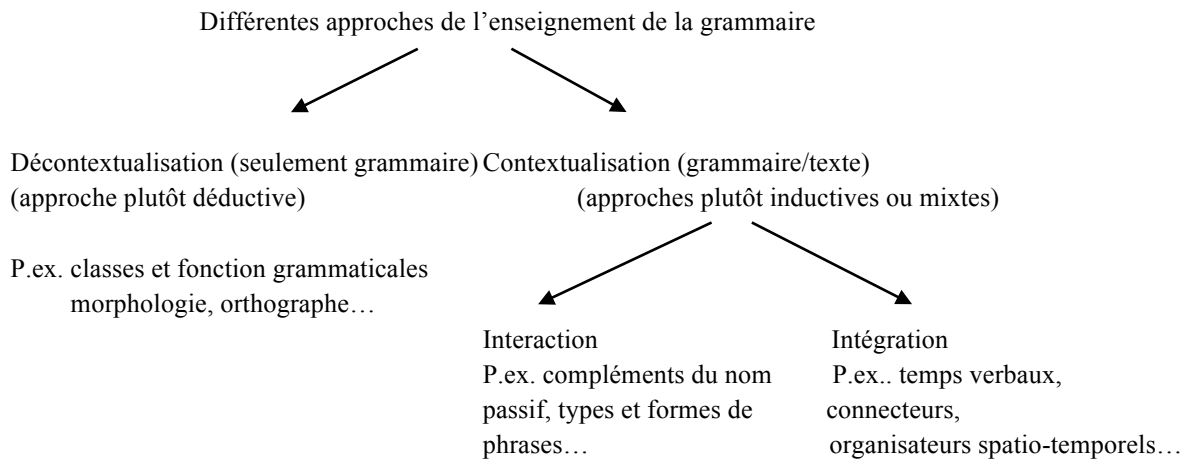 Différentes approches de l’enseignement de la grammaire
Décontextualisation (seulement grammaire) Contextualisation (grammaire/texte)
(approche plutôt déductive) (approches plutôt inductives ou mixtes)
P.ex. classes et fonction grammaticales
morphologie, orthographe…
Interaction Intégration
P.ex. compléments du nom P.ex.. temps verbaux,
passif, types et formes de connecteurs,
phrases… organisateurs spatio-temporels…